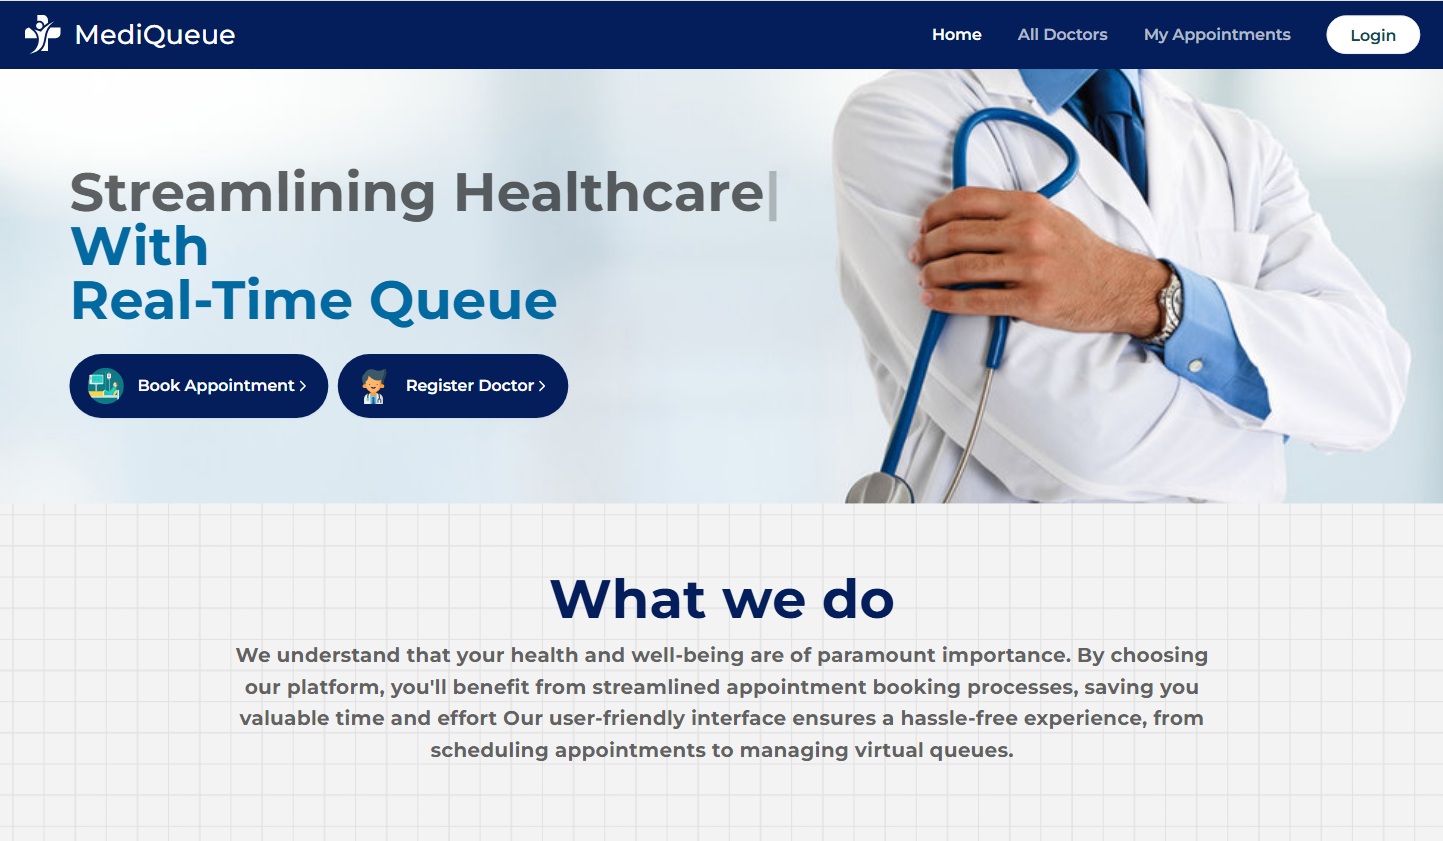 MediQueue
Home
All Doctors
My Appointments
Login
Streamlining Healthcare|
With
Real-Time Queue
Book Appointment
Register Doctor
What we do
We understand that your health and well-being are of paramount importance. By choosing
our platform, you'll benefit from streamlined appointment booking processes, saving you
valuable time and effort Our user-friendly interface ensures a hassle-free experience, from
scheduling appointments to managing virtual queues.